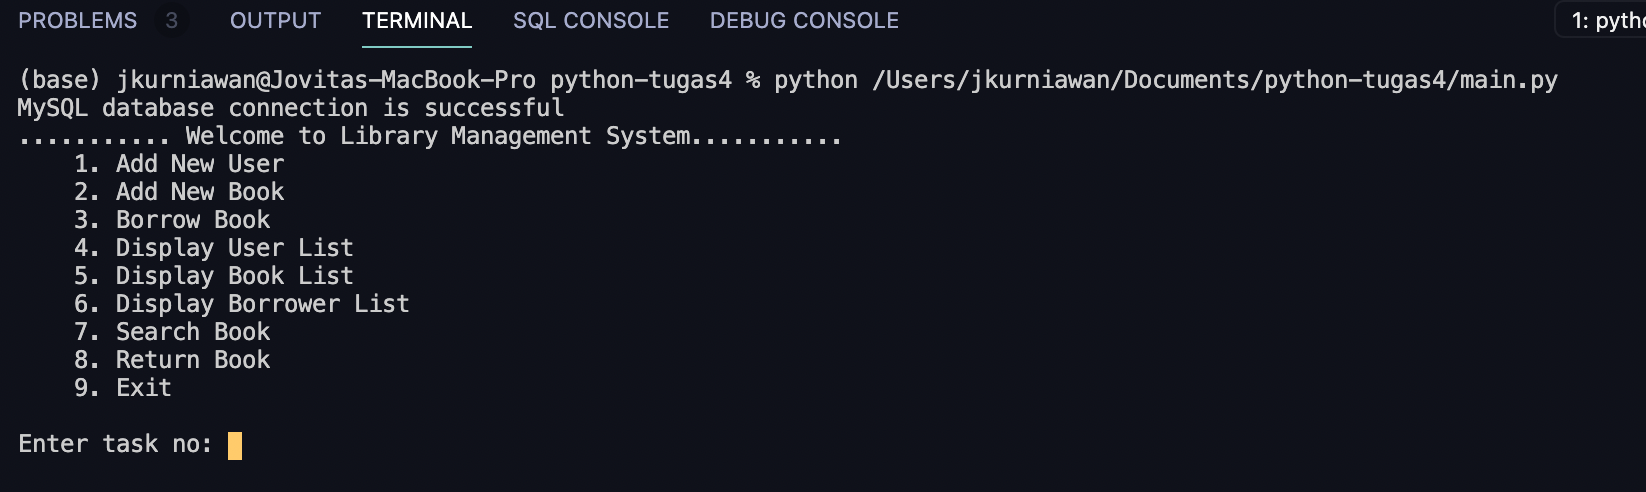 PROBLEMS 3 OUTPUT TERMINAL SQL CONSOLE DEBUG CONSOLE 1: pytho
(base) jkurniawan@Jovitas-MacBook-Pro python-tugas4 % python /Users/jkurniawan/Documents/python-tugas4/main.py
MySQL database connection is successful
........... Welcome to Library Management System...........
    1. Add New User
    2. Add New Book
    3. Borrow Book
    4. Display User List
    5. Display Book List
    6. Display Borrower List
    7. Search Book
    8. Return Book
    9. Exit
Enter task no: